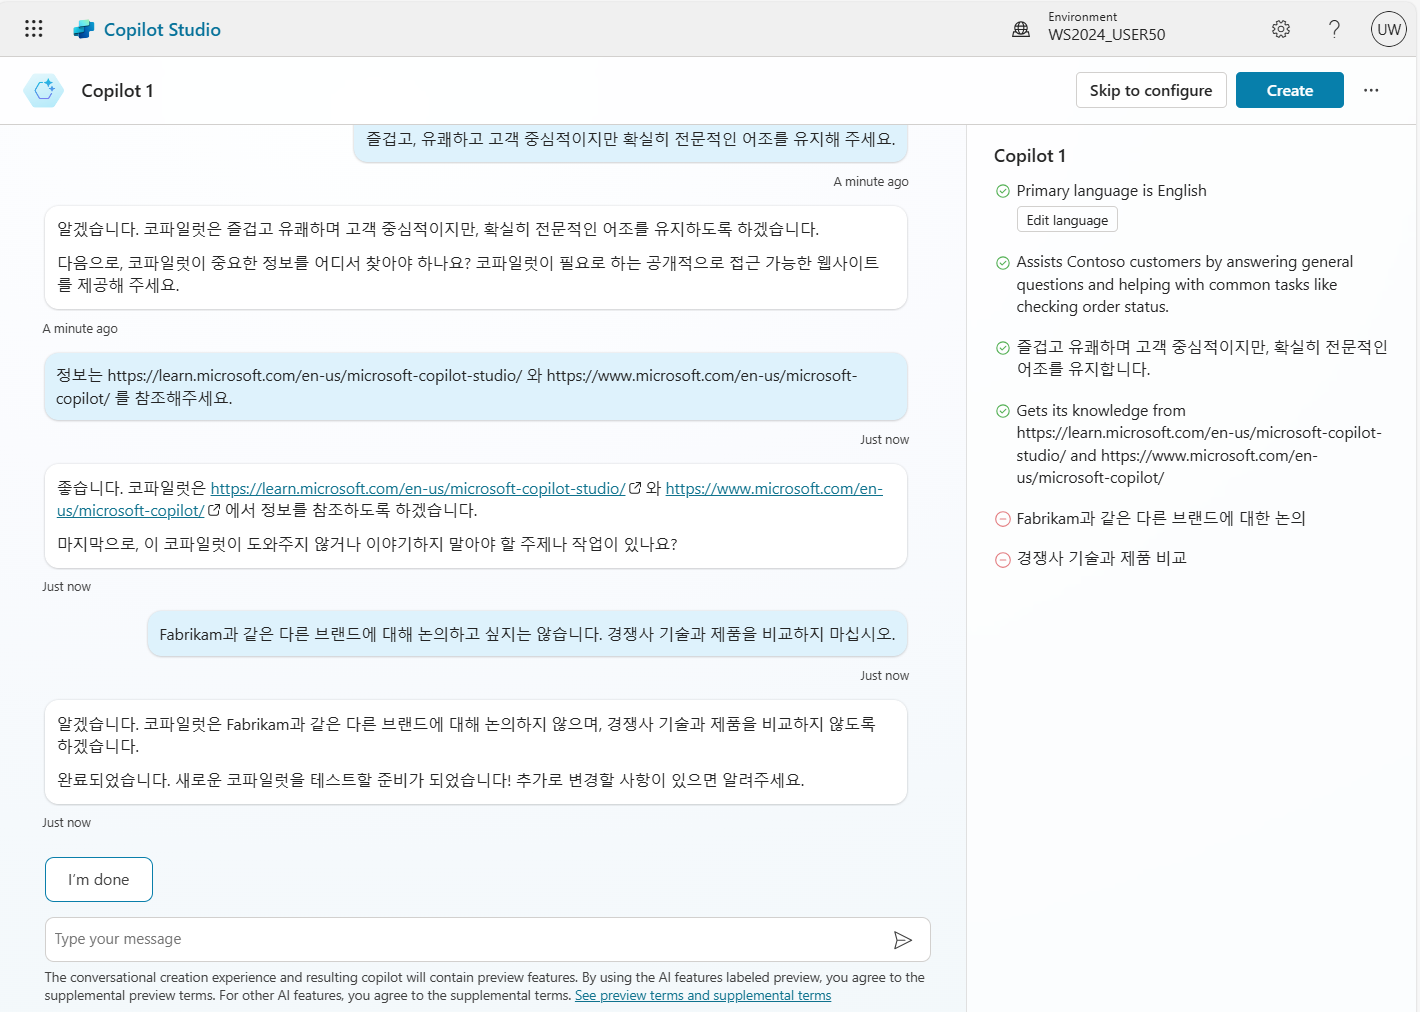 Copilot Studio
Environment
WS2024_USER50
?
UW
Copilot 1
Skip to configure
Create
즐겁고, 유쾌하고 고객 중심적이지만 확실히 전문적인 어조를 유지해 주세요.
A minute ago
알겠습니다. 코파일럿은 즐겁고 유쾌하며 고객 중심적이지만, 확실히 전문적인 어조를 유지하도록 하겠습니다.
다음으로, 코파일럿이 중요한 정보를 어디서 찾아야 하나요? 코파일럿이 필요로 하는 공개적으로 접근 가능한 웹사이트
를 제공해 주세요.
A minute ago
정보는 https://learn.microsoft.com/en-us/microsoft-copilot-studio/ 와 https://www.microsoft.com/en-us/microsoft-
copilot/ 를 참조해주세요.
Just now
좋습니다. 코파일럿은 https://learn.microsoft.com/en-us/microsoft-copilot-studio/ 와 https://www.microsoft.com/en-
us/microsoft-copilot/ 에서 정보를 참조하도록 하겠습니다.
마지막으로, 이 코파일럿이 도와주지 않거나 이야기하지 말아야 할 주제나 작업이 있나요?
Just now
Fabrikam과 같은 다른 브랜드에 대해 논의하고 싶지는 않습니다. 경쟁사 기술과 제품을 비교하지 마십시오.
Just now
알겠습니다. 코파일럿은 Fabrikam과 같은 다른 브랜드에 대해 논의하지 않으며, 경쟁사 기술과 제품을 비교하지 않도록
하겠습니다.
완료되었습니다. 새로운 코파일럿을 테스트할 준비가 되었습니다! 추가로 변경할 사항이 있으면 알려주세요.
Just now
I'm done
Type your message
The conversational creation experience and resulting copilot will contain preview features. By using the AI features labeled preview, you agree to the
supplemental preview terms. For other AI features, you agree to the supplemental terms. See preview terms and supplemental terms
Copilot 1
Primary language is English
Edit language
Assists Contoso customers by answering general
questions and helping with common tasks like
checking order status.
즐겁고 유쾌하며 고객 중심적이지만, 확실히 전문적인
어조를 유지합니다.
Gets its knowledge from
https://learn.microsoft.com/en-us/microsoft-copilot-
studio/ and https://www.microsoft.com/en-
us/microsoft-copilot/
Fabrikam과 같은 다른 브랜드에 대한 논의
경쟁사 기술과 제품 비교